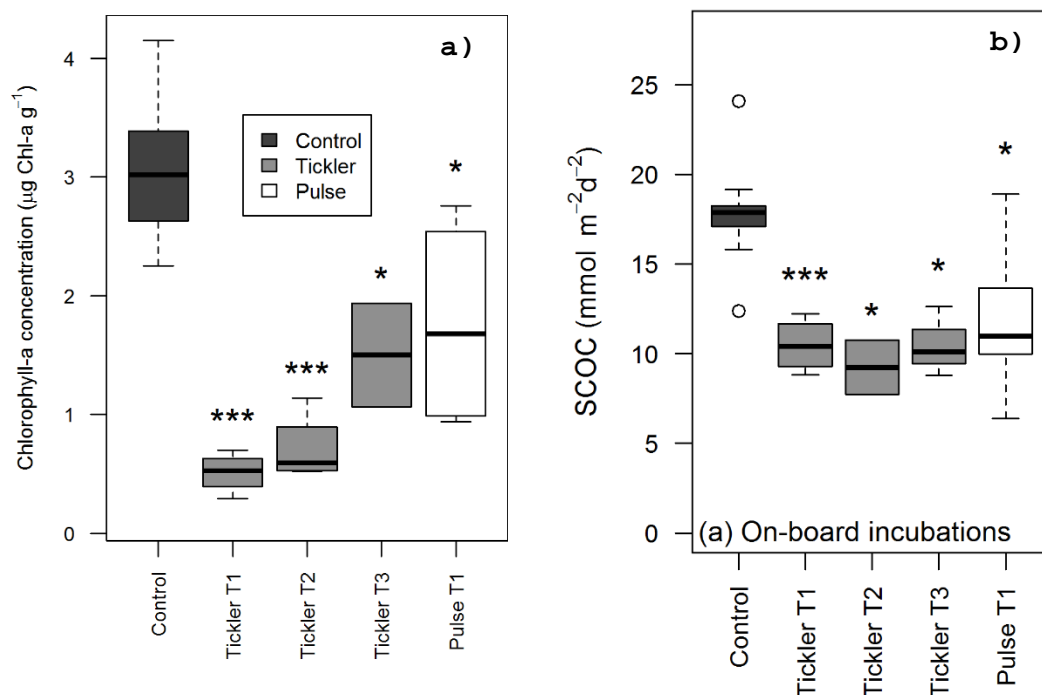 a)
Chlorophyll-a concentration (μg Chl-a g⁻¹)
4
3
2
1
0
Control
Tickler
Pulse
***
***
*
*
Control
Tickler T1
Tickler T2
Tickler T3
Pulse T1
b)
SCOC (mmol m⁻²d⁻²)
25
20
15
10
5
0
***
*
*
*
(a) On-board incubations
Control
Tickler T1
Tickler T2
Tickler T3
Pulse T1